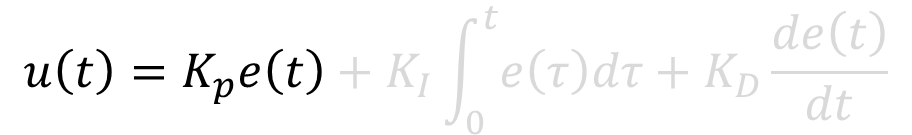 u(t) = K_p e(t) + K_I ∫_0^t e(τ)dτ + K_D de(t)/dt